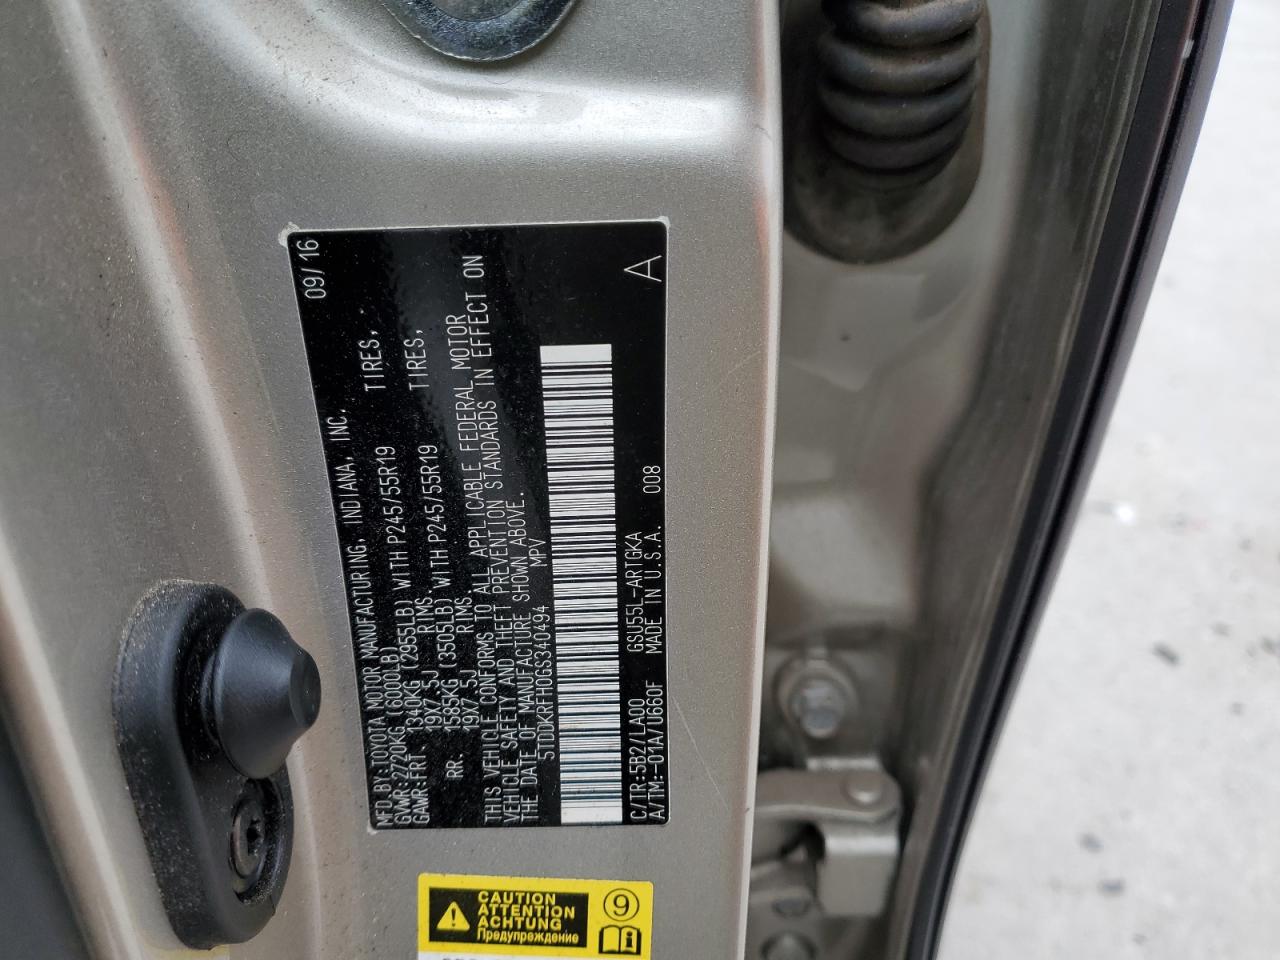 MFD.BY:TOYOTA MOTOR MANUFACTURING, INDIANA, INC. 09/16
GVWR:2720KG (6000LB)
GAWR:FRT. 1340KG (2955LB) WITH P245/55R19 TIRES,
19X7.5J RIMS.
RR. 1585KG (3505LB) WITH P245/55R19 TIRES,
19X7.5J RIMS.
THIS VEHICLE CONFORMS TO ALL APPLICABLE FEDERAL MOTOR
VEHICLE SAFETY AND THEFT PREVENTION STANDARDS IN EFFECT ON
THE DATE OF MANUFACTURE SHOWN ABOVE.
5TDDKRFH0GS340494 MPV
C/TR:5B2/LA00 GSU55L-ARTGKA A
A/TM:-01A/U660F MADE IN U.S.A. 008
CAUTION
ATTENTION
ACHTUNG
Предупреждение
9